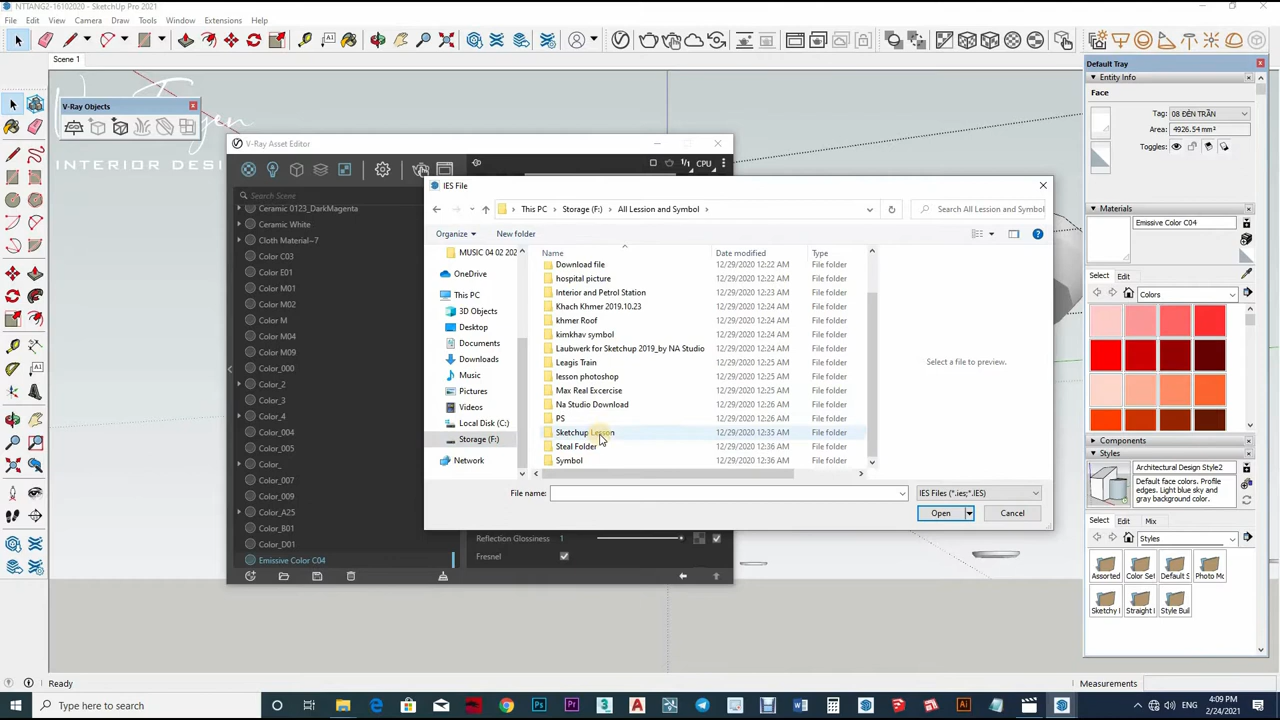 NTTANG-16102020 - SketchUp Pro 2021
File Edit View Camera Draw Tools Window Extensions Help
Scene 1
V-Ray Objects
INTERIOR DESI
V-Ray Asset Editor
1/1 CPU
Search Scene
Ceramic 0123_DarkMagenta
Ceramic White
Cloth Material~7
Color C03
Color E01
Color M01
Color M02
Color M
Color M04
Color M09
Color_000
Color_2
Color_3
Color_4
Color_004
Color_005
Color_
Color_007
Color_009
Color_A25
Color_B01
Color_D01
Emissive Color C04
Reflection Glossiness 1
Fresnel
IES File
This PC > Storage (F:) > All Lession and Symbol >
Search All Lession and Symbol
Organize New folder
MUSIC 04 02 202
OneDrive
This PC
3D Objects
Desktop
Documents
Downloads
Music
Pictures
Videos
Local Disk (C:)
Storage (F:)
Network
Name Date modified Type
Download file 12/29/2020 12:22 AM File folder
hospital picture 12/29/2020 12:22 AM File folder
Interior and Petrol Station 12/29/2020 12:23 AM File folder
Khach Khmer 2019.10.23 12/29/2020 12:24 AM File folder
khmer Roof 12/29/2020 12:24 AM File folder
kimkhav symbol 12/29/2020 12:24 AM File folder
Laubwerk for Sketchup 2019_by NA Studio 12/29/2020 12:24 AM File folder
Leagis Train 12/29/2020 12:25 AM File folder
lesson photoshop 12/29/2020 12:25 AM File folder
Max Real Excercise 12/29/2020 12:25 AM File folder
Na Studio Download 12/29/2020 12:26 AM File folder
PS 12/29/2020 12:26 AM File folder
Sketchup Lesson 12/29/2020 12:35 AM File folder
Steal Folder 12/29/2020 12:36 AM File folder
Symbol 12/29/2020 12:36 AM File folder
Select a file to preview.
File name:
IES Files (*.ies;*.IES)
Open Cancel
Default Tray
Entity Info
Face
Tag: 08 ĐÈN TRẦN
Area: 4926.54 mm²
Toggles:
Materials
Emissive Color C04
Select Edit
Colors
Components
Styles
Architectural Design Style2
Default face colors. Profile
edges. Light blue sky and
gray background color.
Select Edit Mix
Styles
Assorted Color Set Default S Photo Mo
Sketchy I Straight I Style Buil
Ready
Measurements
Type here to search
ENG
4:09 PM
2/24/2021